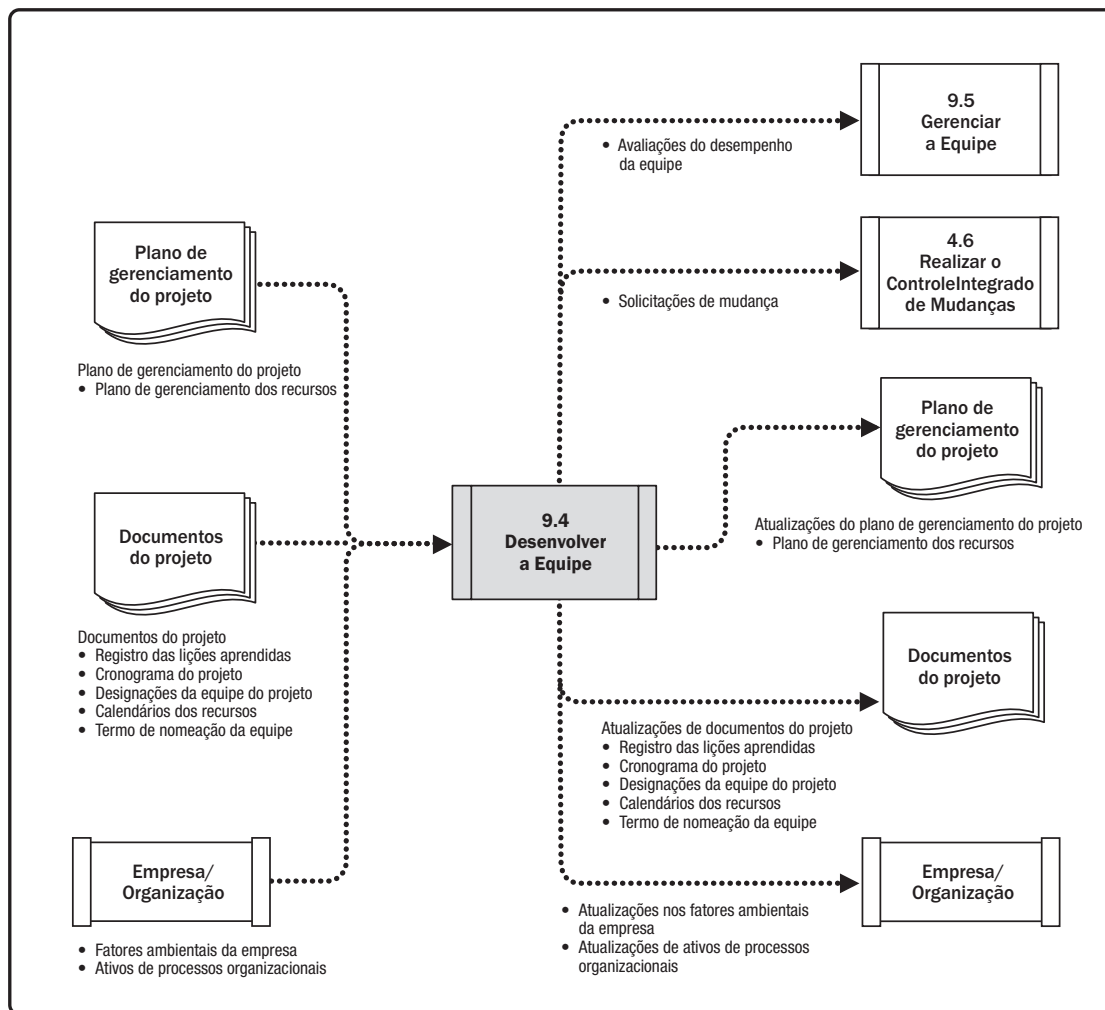 Plano de
gerenciamento
do projeto
Plano de gerenciamento do projeto
• Plano de gerenciamento dos recursos
Documentos
do projeto
Documentos do projeto
• Registro das lições aprendidas
• Cronograma do projeto
• Designações da equipe do projeto
• Calendários dos recursos
• Termo de nomeação da equipe
Empresa/
Organização
• Fatores ambientais da empresa
• Ativos de processos organizacionais
9.4
Desenvolver
a Equipe
• Avaliações do desempenho
da equipe
9.5
Gerenciar
a Equipe
• Solicitações de mudança
4.6
Realizar o
ControleIntegrado
de Mudanças
Plano de
gerenciamento
do projeto
Atualizações do plano de gerenciamento do projeto
• Plano de gerenciamento dos recursos
Documentos
do projeto
Atualizações de documentos do projeto
• Registro das lições aprendidas
• Cronograma do projeto
• Designações da equipe do projeto
• Calendários dos recursos
• Termo de nomeação da equipe
Empresa/
Organização
• Atualizações nos fatores ambientais
da empresa
• Atualizações de ativos de processos
organizacionais